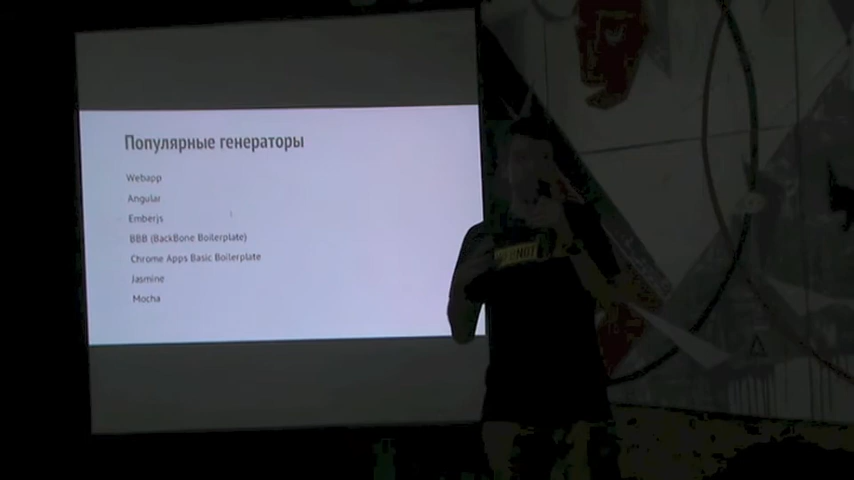 Популярные генераторы
Webapp
Angular
Emberjs
BBB (BackBone Boilerplate)
Chrome Apps Basic Boilerplate
Jasmine
Mocha